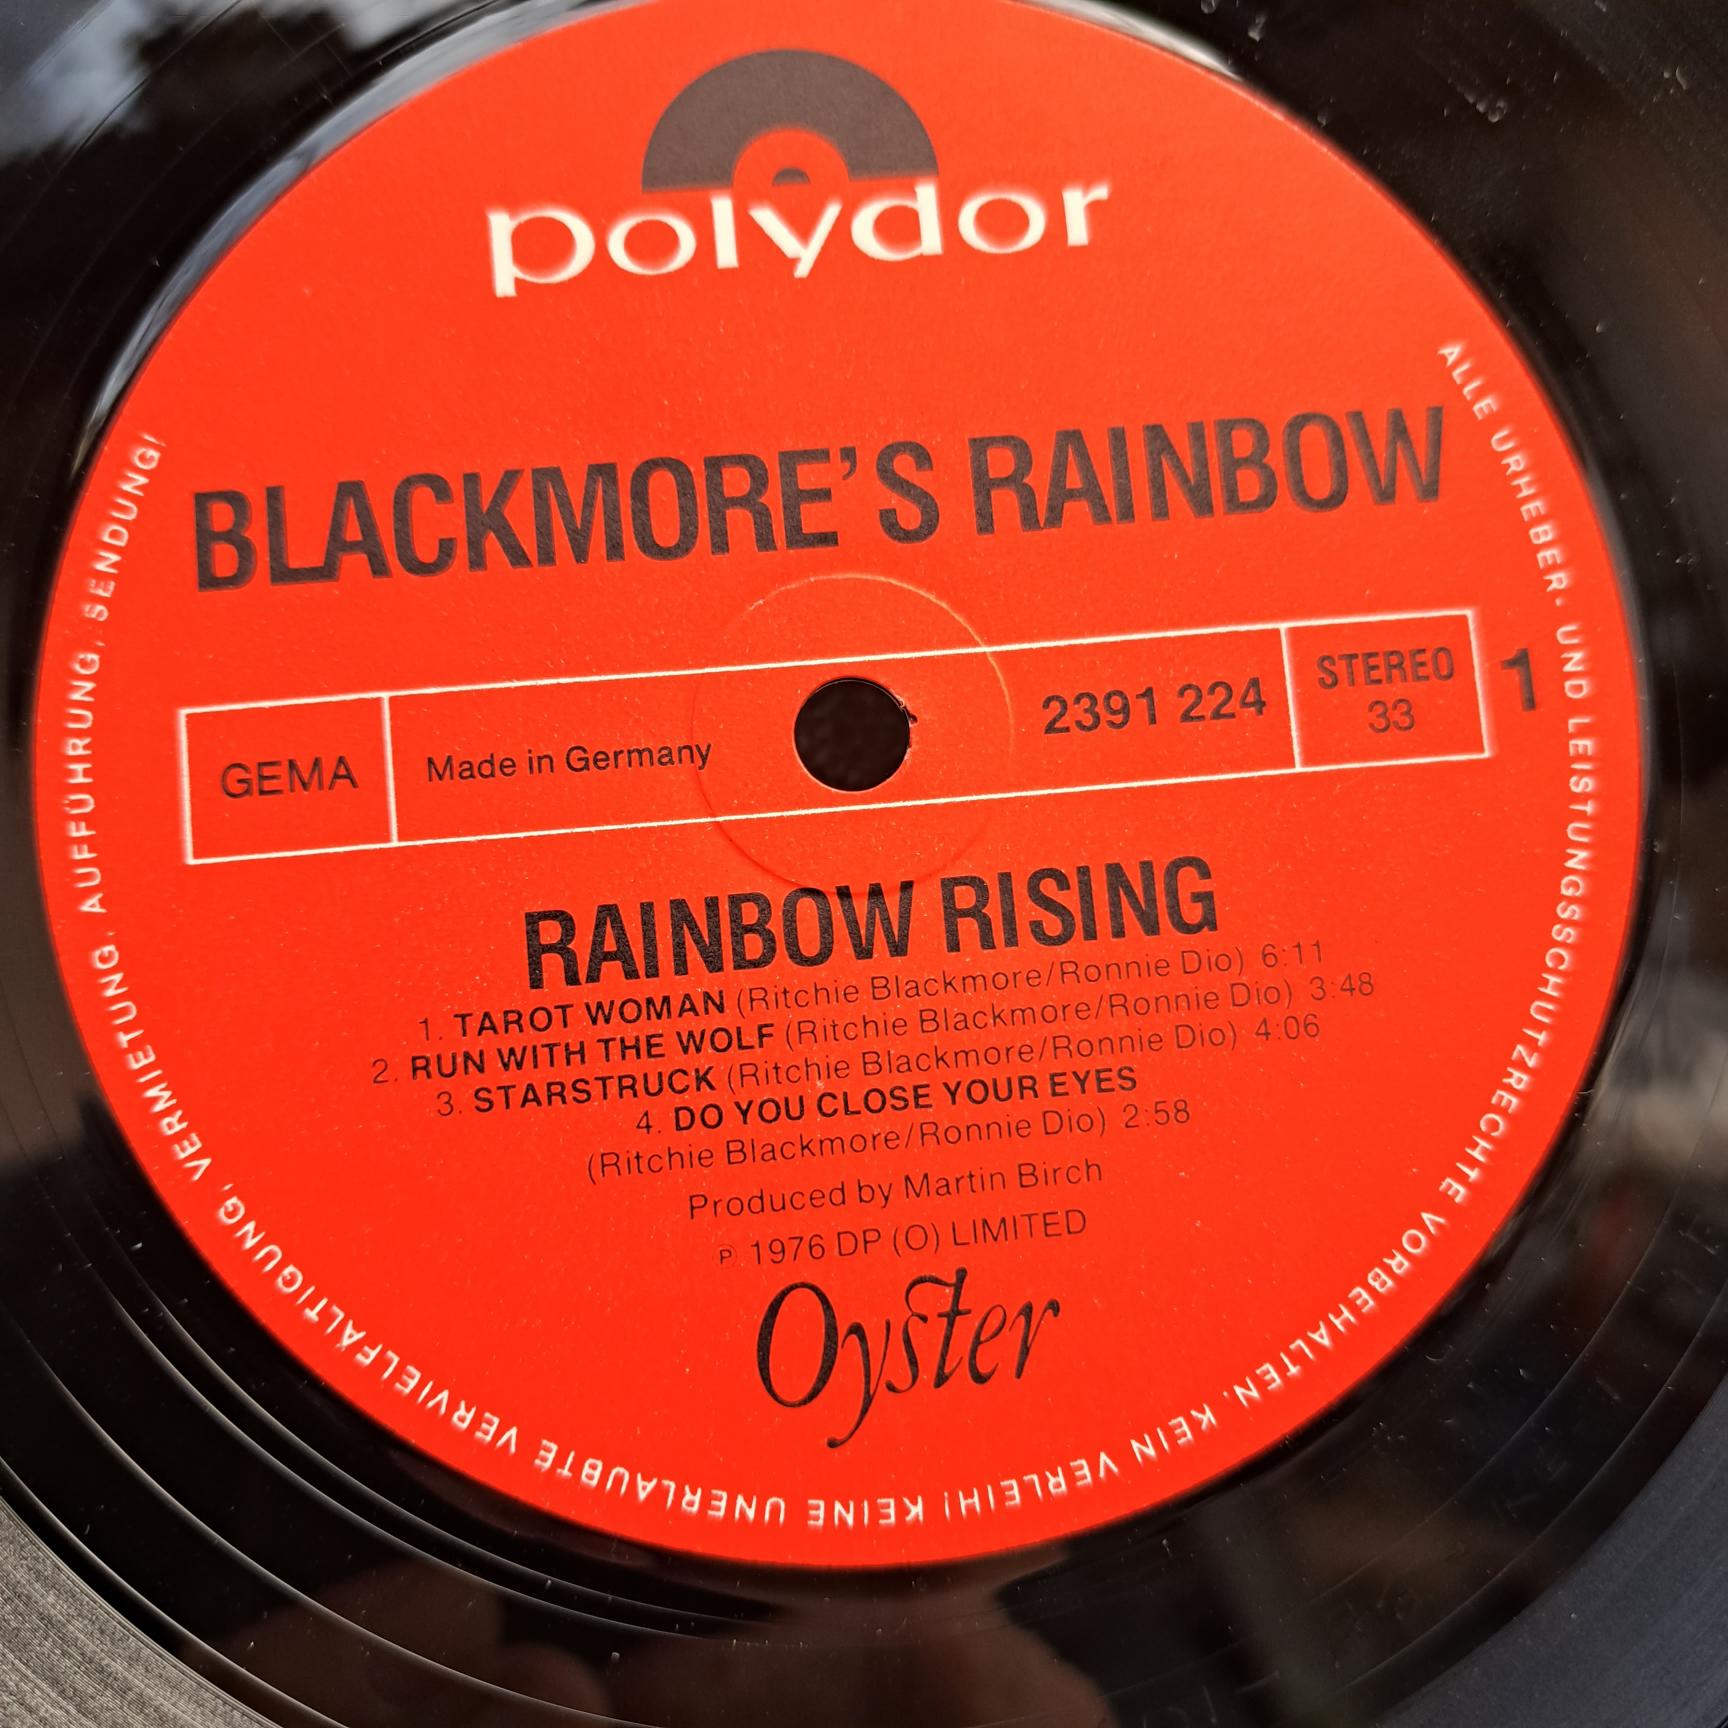 polydor
BLACKMORE'S RAINBOW
GEMA
Made in Germany
2391 224
STEREO
33
1
RAINBOW RISING
1. TAROT WOMAN (Ritchie Blackmore/Ronnie Dio) 6:11
2. RUN WITH THE WOLF (Ritchie Blackmore/Ronnie Dio) 3:48
3. STARSTRUCK (Ritchie Blackmore/Ronnie Dio) 4:06
4. DO YOU CLOSE YOUR EYES
(Ritchie Blackmore/Ronnie Dio) 2:58
Produced by Martin Birch
℗ 1976 DP (O) LIMITED
Oyster
ALLE URHEBER- UND LEISTUNGSSCHUTZRECHTE VORBEHALTEN. KEIN VERLEIH! KEINE UNERLAUBTE VERVIELFÄLTIGUNG, VERMIETUNG, AUFFÜHRUNG, SENDUNG!